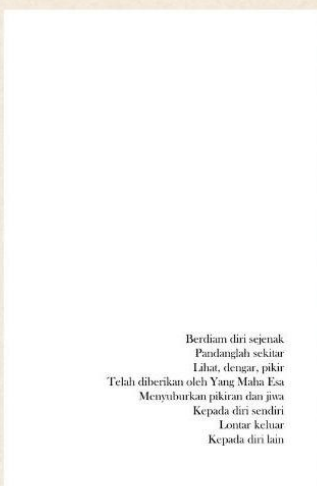 Berdiam diri sejenak
Pandanglah sekitar
Lihat, dengar, pikir
Telah diberikan oleh Yang Maha Esa
Menyuburkan pikiran dan jiwa
Kepada diri sendiri
Lontar keluar
Kepada diri lain